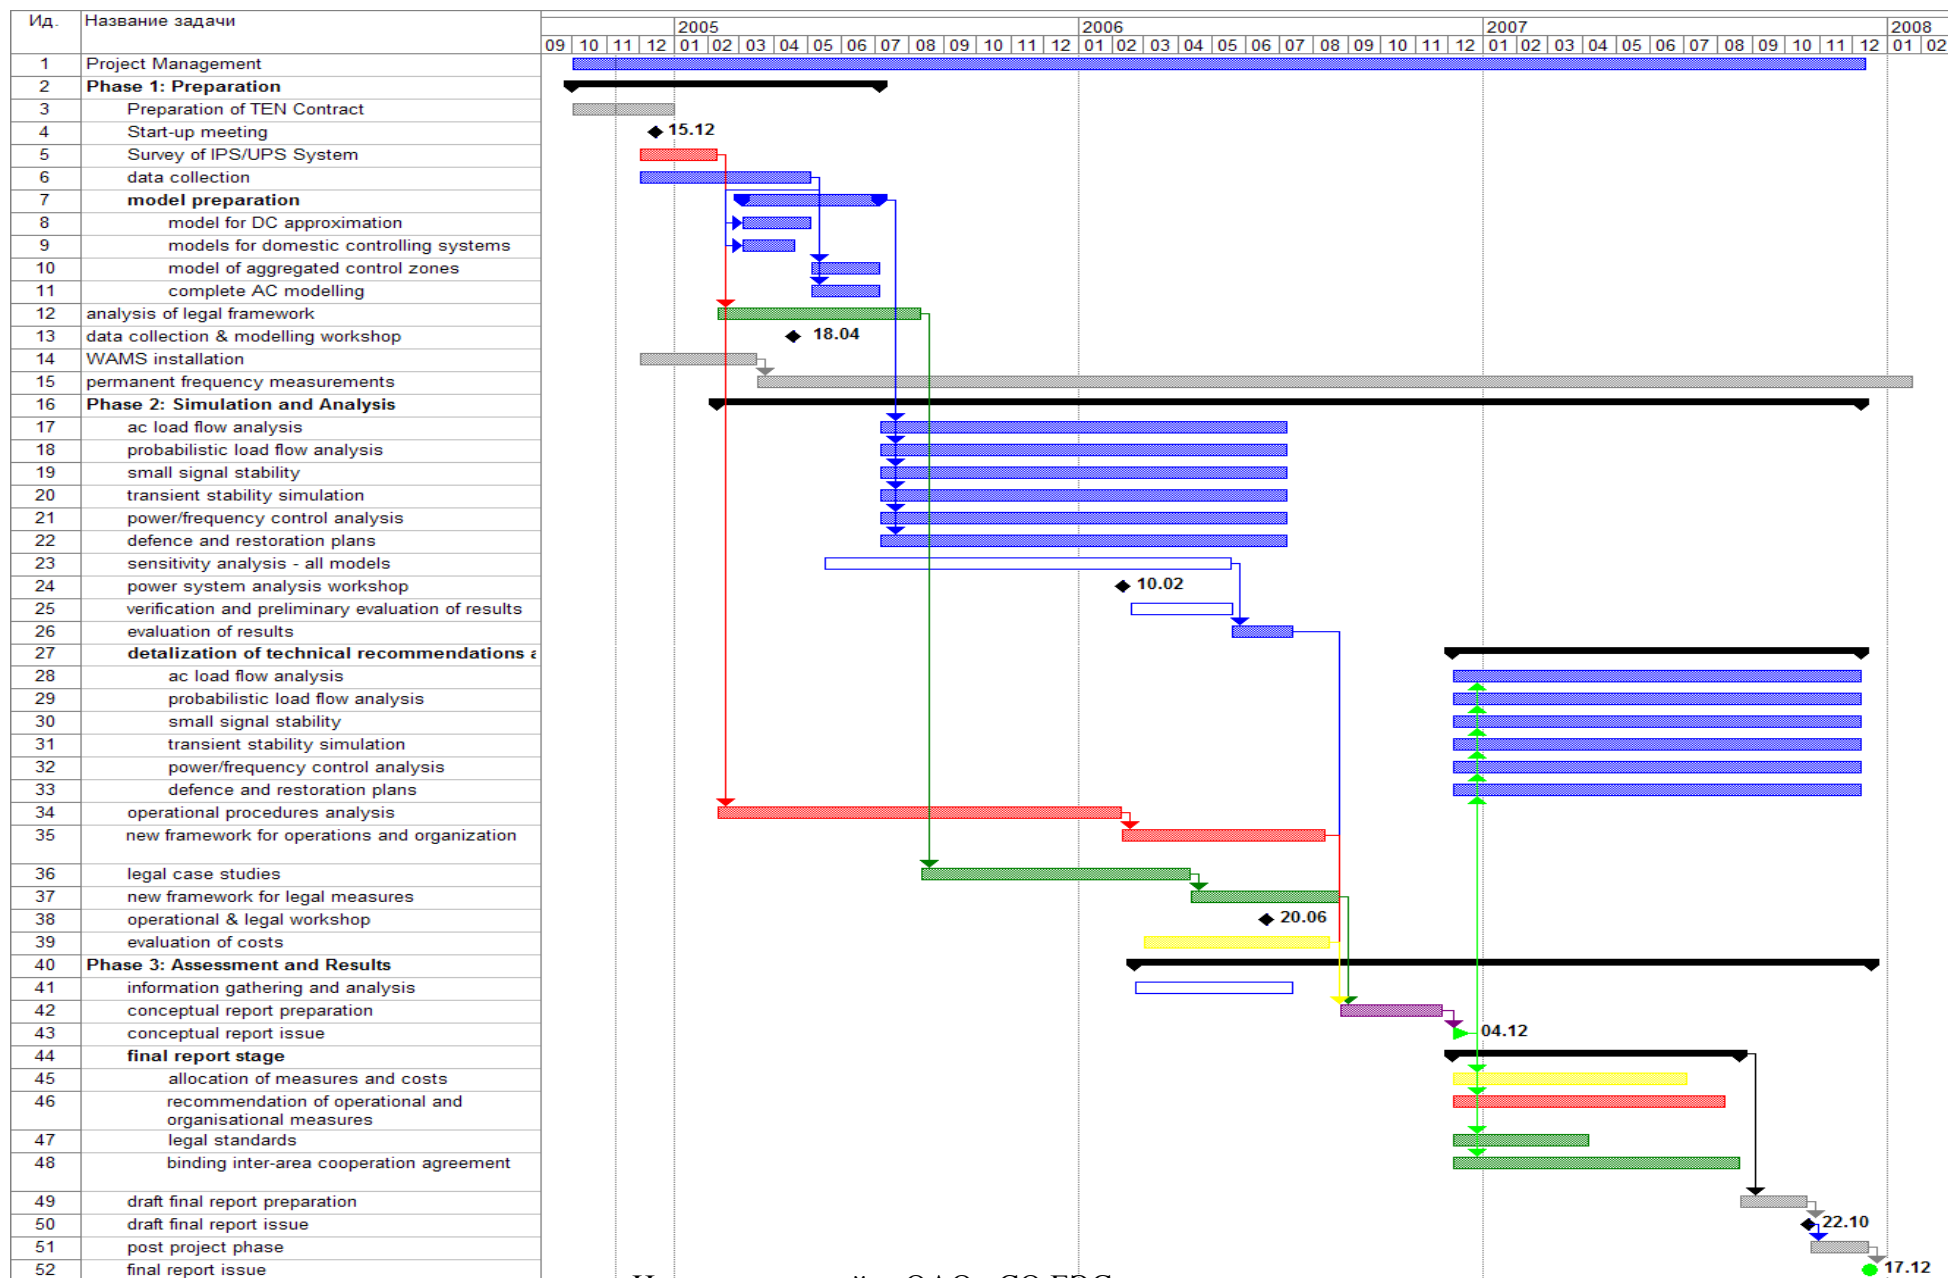 Ид. Название задачи 2005 2006 2007 2008
09 10 11 12 01 02 03 04 05 06 07 08 09 10 11 12 01 02 03 04 05 06 07 08 09 10 11 12 01 02 03 04 05 06 07 08 09 10 11 12 01 02
1 Project Management
2 Phase 1: Preparation
3 Preparation of TEN Contract
4 Start-up meeting 15.12
5 Survey of IPS/UPS System
6 data collection
7 model preparation
8 model for DC approximation
9 models for domestic controlling systems
10 model of aggregated control zones
11 complete AC modelling
12 analysis of legal framework
13 data collection & modelling workshop 18.04
14 WAMS installation
15 permanent frequency measurements
16 Phase 2: Simulation and Analysis
17 ac load flow analysis
18 probabilistic load flow analysis
19 small signal stability
20 transient stability simulation
21 power/frequency control analysis
22 defence and restoration plans
23 sensitivity analysis - all models
24 power system analysis workshop 10.02
25 verification and preliminary evaluation of results
26 evaluation of results
27 detalization of technical recommendations a
28 ac load flow analysis
29 probabilistic load flow analysis
30 small signal stability
31 transient stability simulation
32 power/frequency control analysis
33 defence and restoration plans
34 operational procedures analysis
35 new framework for operations and organization
36 legal case studies
37 new framework for legal measures
38 operational & legal workshop 20.06
39 evaluation of costs
40 Phase 3: Assessment and Results
41 information gathering and analysis
42 conceptual report preparation
43 conceptual report issue 04.12
44 final report stage
45 allocation of measures and costs
46 recommendation of operational and
organisational measures
47 legal standards
48 binding inter-area cooperation agreement
49 draft final report preparation
50 draft final report issue 22.10
51 post project phase
52 final report issue 17.12